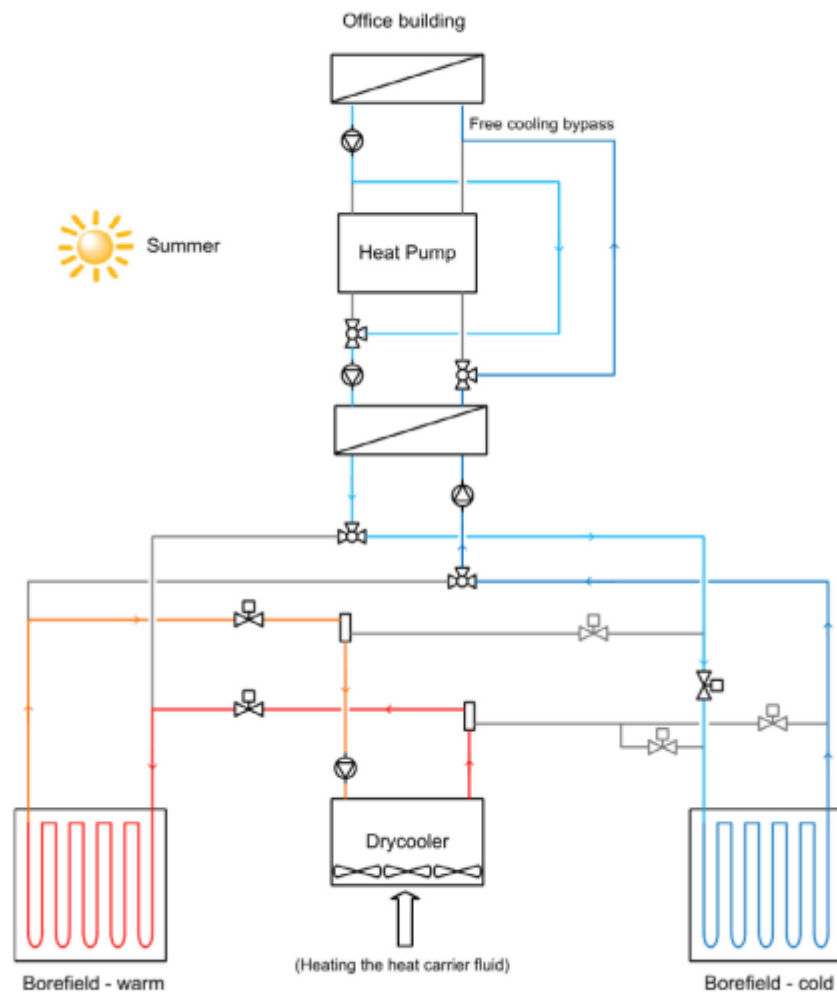 Office building
Free cooling bypass
Summer
Heat Pump
Drycooler
(Heating the heat carrier fluid)
Borefield - warm
Borefield - cold